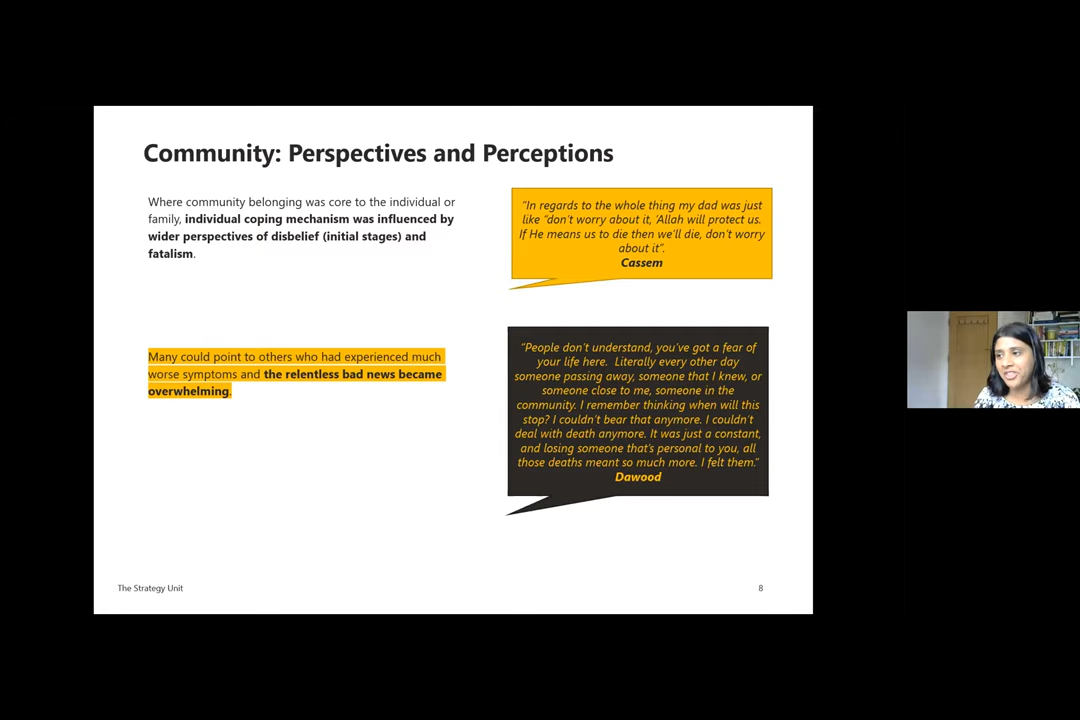 Community: Perspectives and Perceptions
Where community belonging was core to the individual or
family, individual coping mechanism was influenced by
wider perspectives of disbelief (initial stages) and
fatalism.
“In regards to the whole thing my dad was just
like “don’t worry about it, ‘Allah will protect us.
If He means us to die then we’ll die, don’t worry
about it”.
Cassem
Many could point to others who had experienced much
worse symptoms and the relentless bad news became
overwhelming.
“People don’t understand, you’ve got a fear of
your life here.  Literally every other day
someone passing away, someone that I knew, or
someone close to me, someone in the
community. I remember thinking when will this
stop? I couldn’t bear that anymore. I couldn’t
deal with death anymore. It was just a constant,
and losing someone that’s personal to you, all
those deaths meant so much more. I felt them.”
Dawood
The Strategy Unit
8